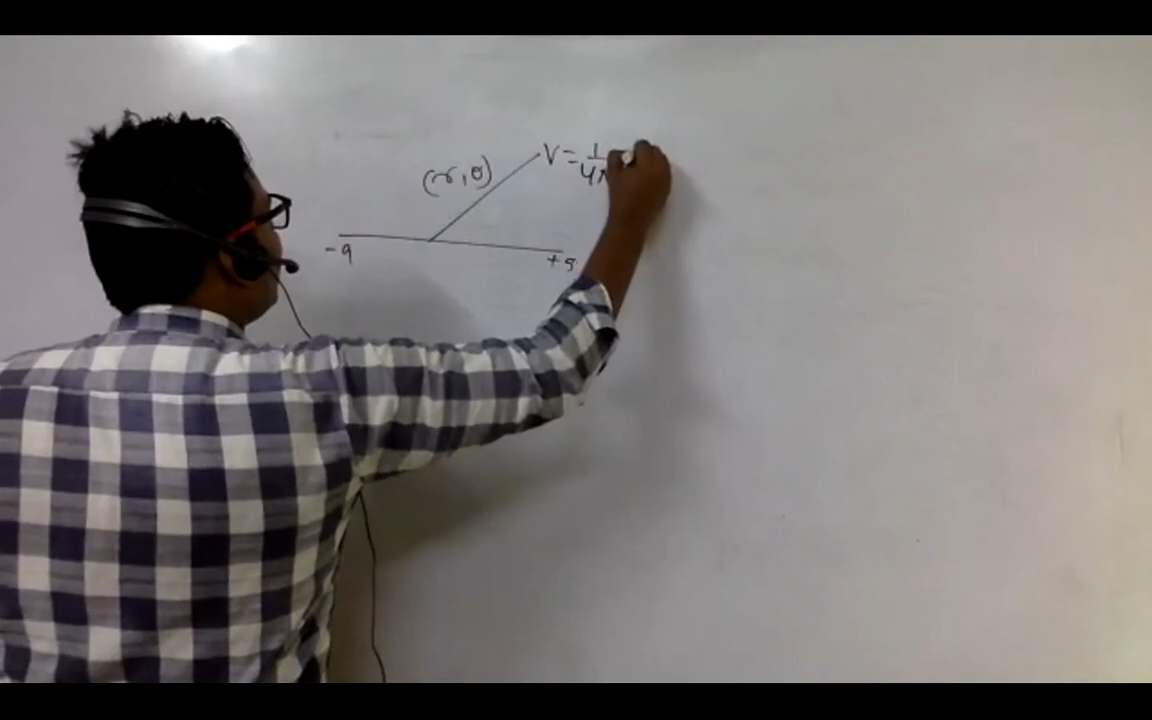 (r, θ)
V = 1/4π
-q
+q